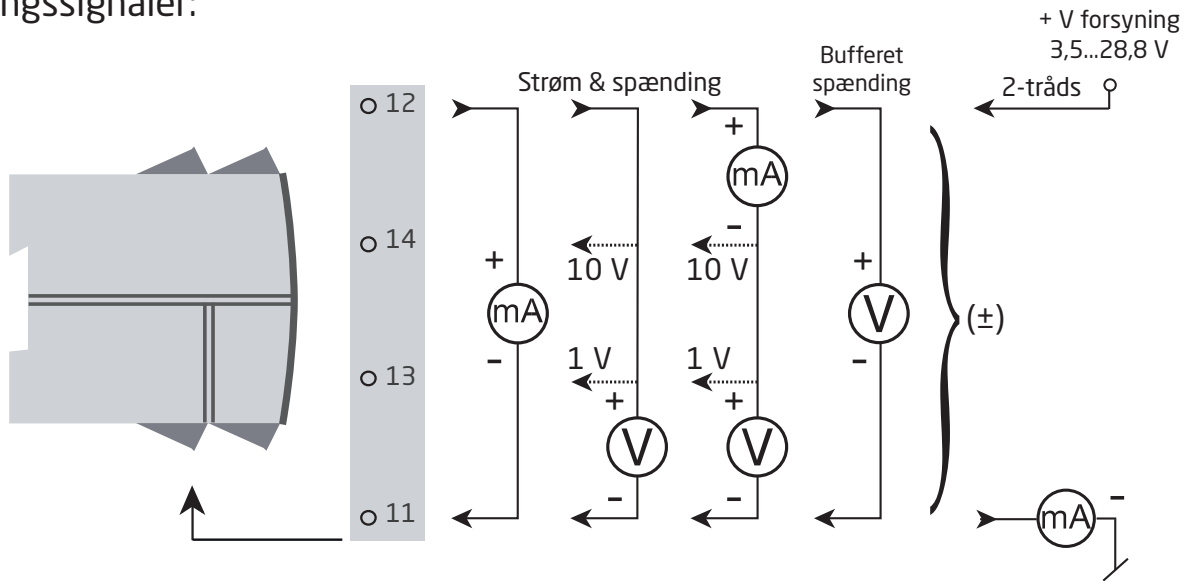 ngssignaler:
+ V forsyning
3,5...28,8 V
Bufferet
spænding
Strøm & spænding
2-tråds
12
+
mA
-
14
10 V
10 V
+
mA
-
+
V
-
(±)
1 V
1 V
13
+
V
-
+
V
-
11
mA
-